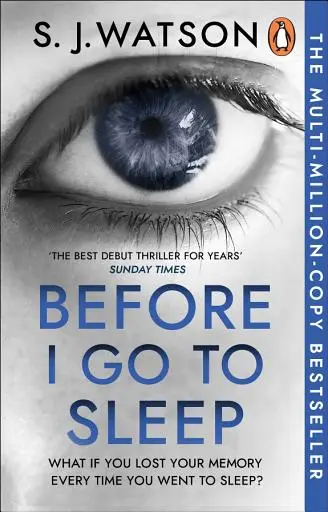 S. J. WATSON
THE MULTI-MILLION-COPY BESTSELLER
'THE BEST DEBUT THRILLER FOR YEARS'
SUNDAY TIMES
BEFORE
I GO TO
SLEEP
WHAT IF YOU LOST YOUR MEMORY
EVERY TIME YOU WENT TO SLEEP?